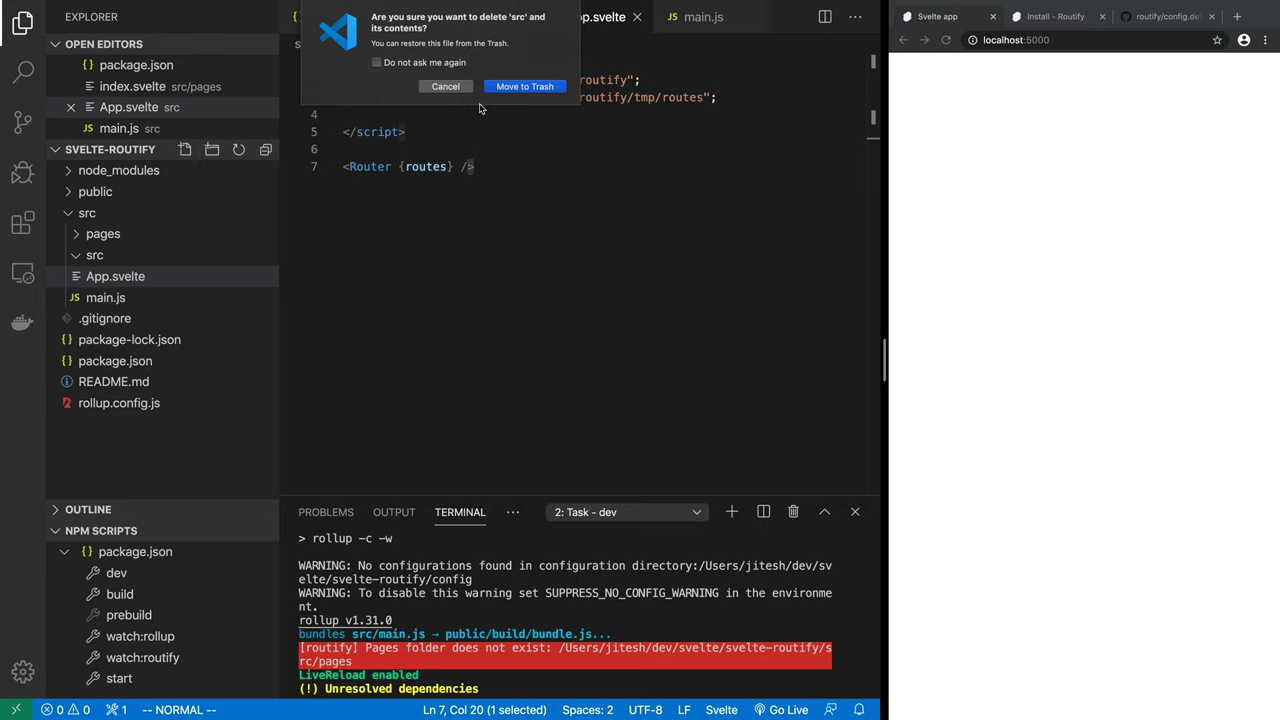 EXPLORER
OPEN EDITORS
package.json
index.svelte src/pages
App.svelte src
main.js src
SVELTE-ROUTIFY
node_modules
public
src
pages
src
App.svelte
JS main.js
.gitignore
{} package-lock.json
{} package.json
README.md
rollup.config.js
OUTLINE
NPM SCRIPTS
{} package.json
dev
build
prebuild
watch:rollup
watch:routify
start
Are you sure you want to delete 'src' and
its contents?
You can restore this file from the Trash.
Do not ask me again
Cancel
Move to Trash
p.svelte
JS main.js
routify";
routify/tmp/routes";
4
5 </script>
6
7 <Router {routes} />
PROBLEMS OUTPUT TERMINAL ··· 2: Task - dev
> rollup -c -w
WARNING: No configurations found in configuration directory:/Users/jitesh/dev/sv
elte/svelte-routify/config
WARNING: To disable this warning set SUPPRESS_NO_CONFIG_WARNING in the environme
nt.
rollup v1.31.0
bundles src/main.js → public/build/bundle.js...
[routify] Pages folder does not exist: /Users/jitesh/dev/svelte/svelte-routify/s
rc/pages
LiveReload enabled
(!) Unresolved dependencies
0 0 1 -- NORMAL -- Ln 7, Col 20 (1 selected) Spaces: 2 UTF-8 LF Svelte Go Live
Svelte app
Install - Routify
routify/config.de
localhost:5000